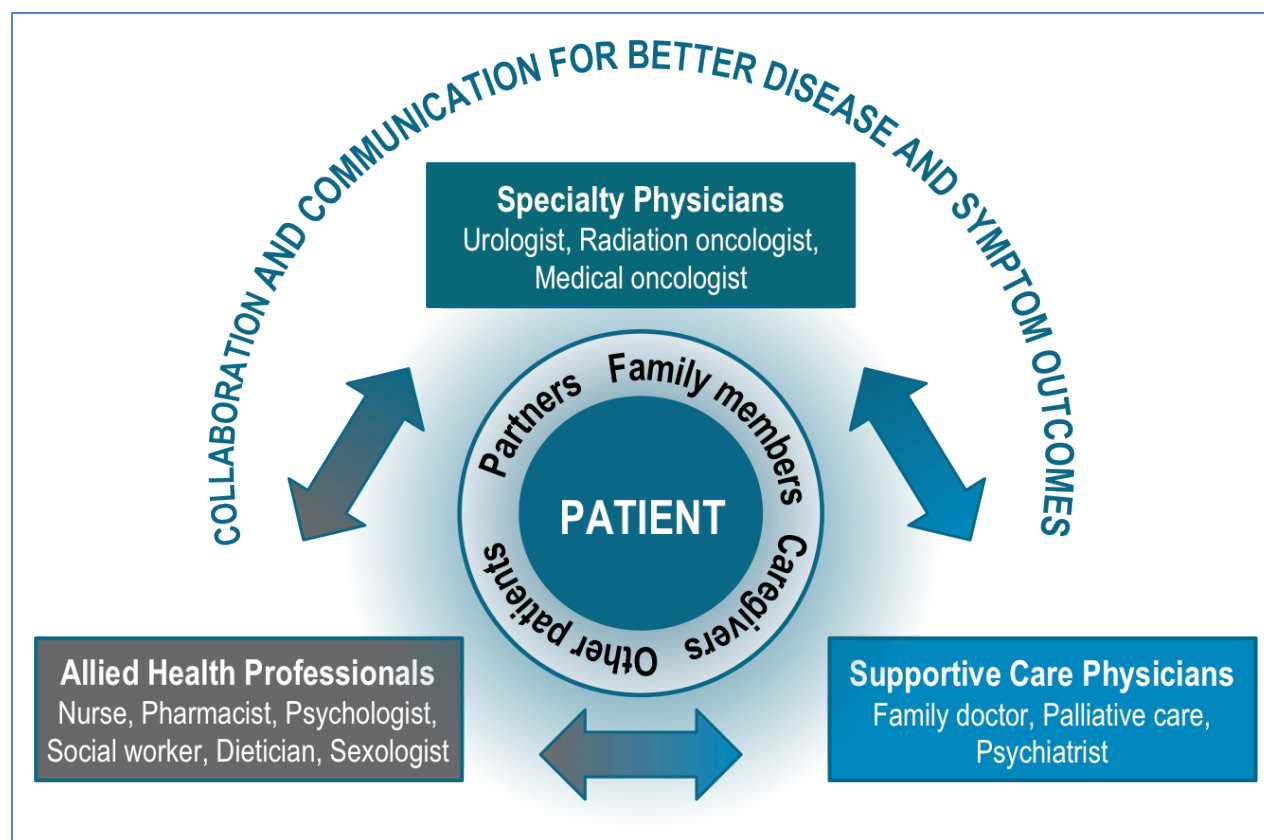 COLLABORATION AND COMMUNICATION FOR BETTER DISEASE AND SYMPTOM OUTCOMES
Specialty Physicians
Urologist, Radiation oncologist,
Medical oncologist
Partners
Family members
Caregivers
Other patients
PATIENT
Allied Health Professionals
Nurse, Pharmacist, Psychologist,
Social worker, Dietician, Sexologist
Supportive Care Physicians
Family doctor, Palliative care,
Psychiatrist